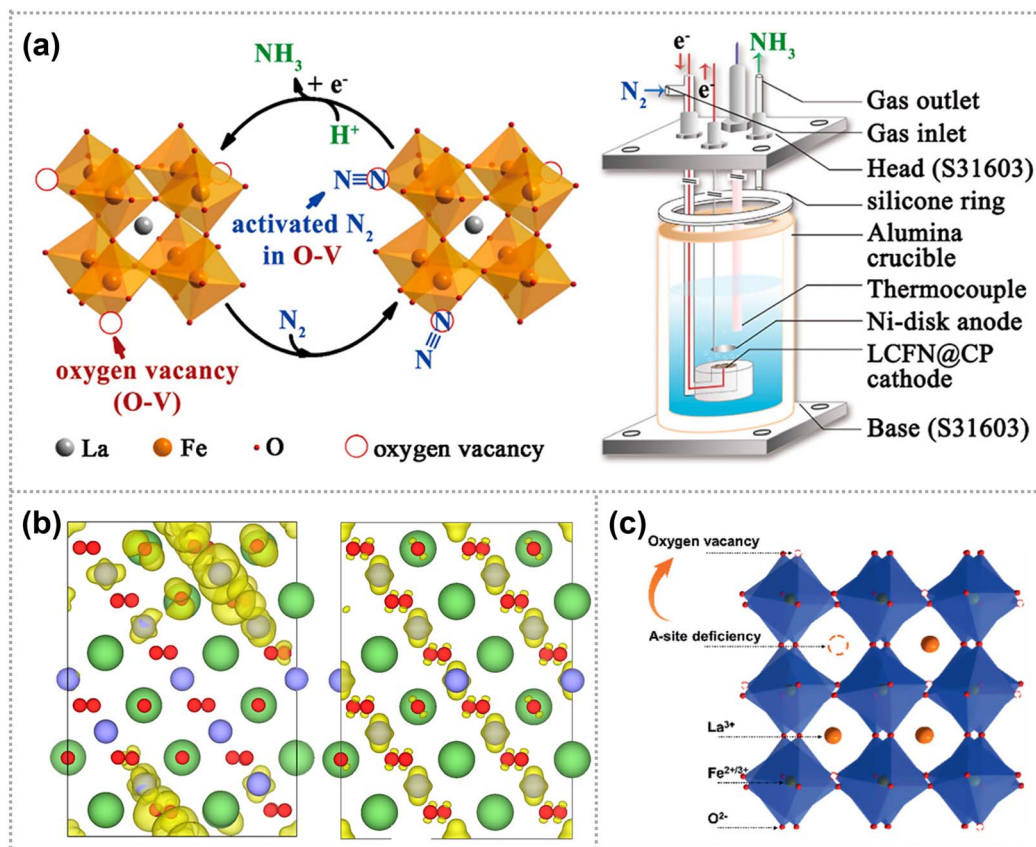 (a)
NH₃
+ e⁻
H⁺
N≡N
activated N₂
in O-V
N₂
N≡N
oxygen vacancy
(O-V)
La
Fe
O
oxygen vacancy
e⁻
NH₃
N₂
e⁻
Gas outlet
Gas inlet
Head (S31603)
silicone ring
Alumina
crucible
Thermocouple
Ni-disk anode
LCFN@CP
cathode
Base (S31603)
(b)
(c)
Oxygen vacancy
A-site deficiency
La³⁺
Fe²⁺/³⁺
O²⁻